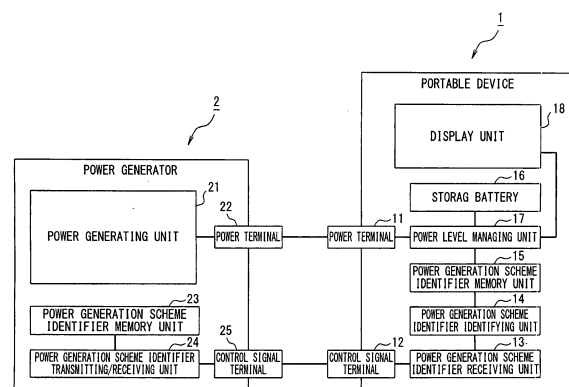 1
PORTABLE DEVICE
18
DISPLAY UNIT
2
POWER GENERATOR
21
POWER GENERATING UNIT
22
POWER TERMINAL
11
POWER TERMINAL
16
STORAG BATTERY
17
POWER LEVEL MANAGING UNIT
15
POWER GENERATION SCHEME
IDENTIFIER MEMORY UNIT
14
POWER GENERATION SCHEME
IDENTIFIER IDENTIFYING UNIT
23
POWER GENERATION SCHEME
IDENTIFIER MEMORY UNIT
24
POWER GENERATION SCHEME IDENTIFIER
TRANSMITTING/RECEIVING UNIT
25
CONTROL SIGNAL
TERMINAL
12
CONTROL SIGNAL
TERMINAL
13
POWER GENERATION SCHEME
IDENTIFIER RECEIVING UNIT